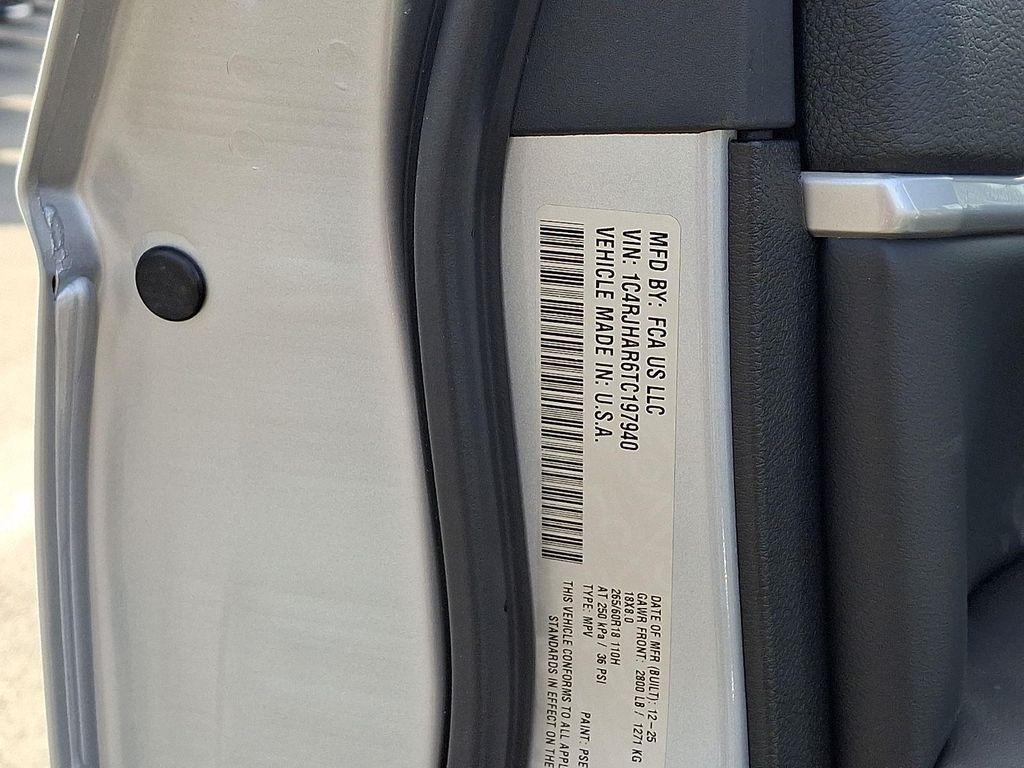 MFD BY: FCA US LLC
VIN: 1C4RJHAR6TC197940
VEHICLE MADE IN: U.S.A.
DATE OF MFR (BUILT): 12-25
GAWR FRONT: 2800 LB / 1271 KG
18X8.0
265/60R18 110H
AT 250 kPa / 36 PSI
TYPE: MPV PAINT: PSE
THIS VEHICLE CONFORMS TO ALL APPL
STANDARDS IN EFFECT ON THE